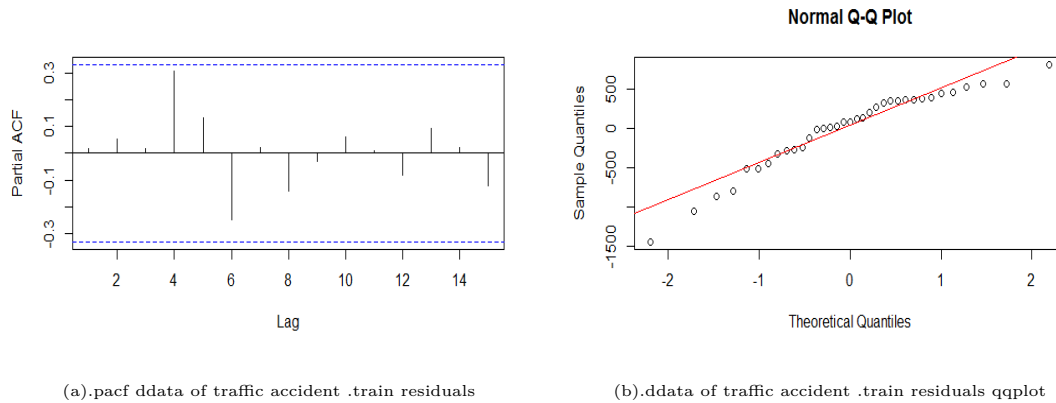 Partial ACF
0.3
0.1
-0.1
-0.3
2 4 6 8 10 12 14
Lag
(a).pacf ddata of traffic accident .train residuals
Normal Q-Q Plot
Sample Quantiles
500
0
-500
-1500
-2 -1 0 1 2
Theoretical Quantiles
(b).ddata of traffic accident .train residuals qqplot